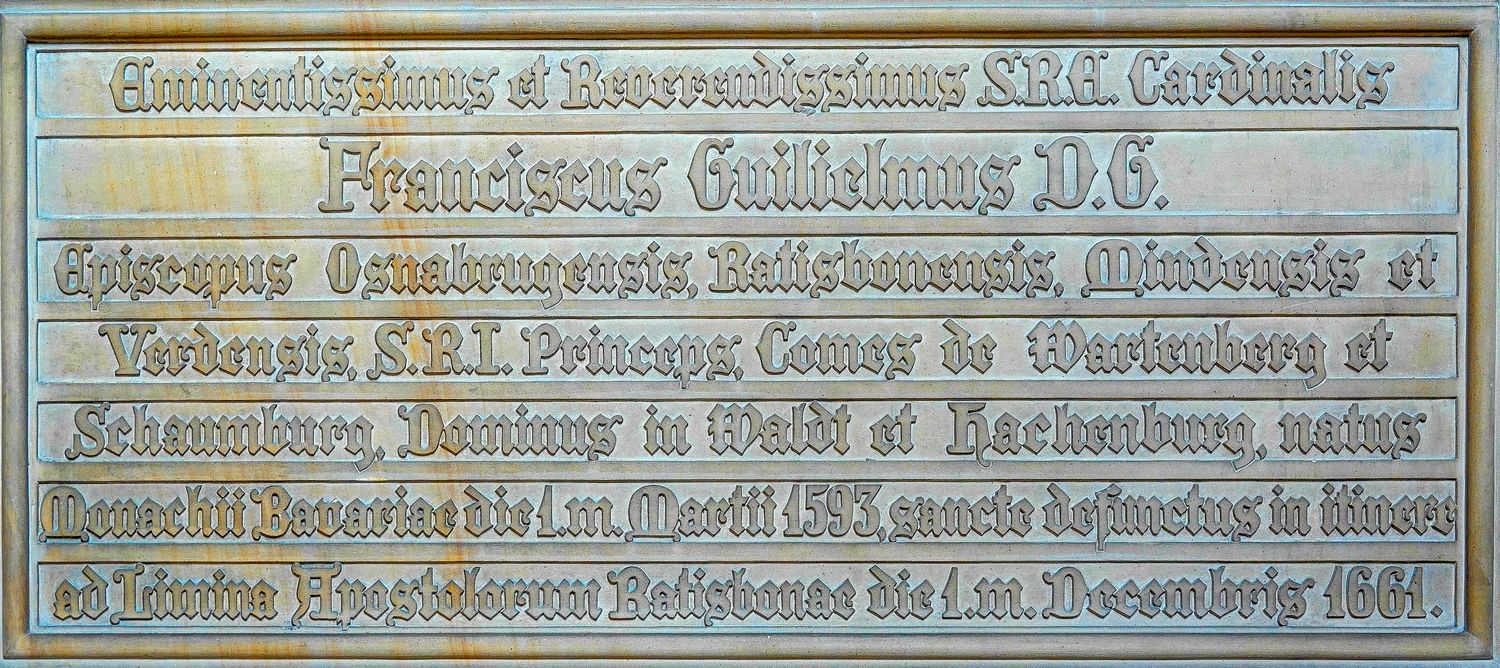 Eminentissimus et Reverendissimus S.R.E. Cardinalis
Franciscus Guilielmus D.G.
Episcopus Osnabrugensis, Ratisbonensis, Mindensis et
Verdensis, S.R.I. Princeps, Comes de Wartenberg et
Schaumburg, Dominus in Waldt et Hachenburg, natus
Monachii Bavariae die 1.m. Martii 1593, sancte defunctus in itinere
ad Limina Apostolorum Ratisbonae die 1.m. Decembris 1661.